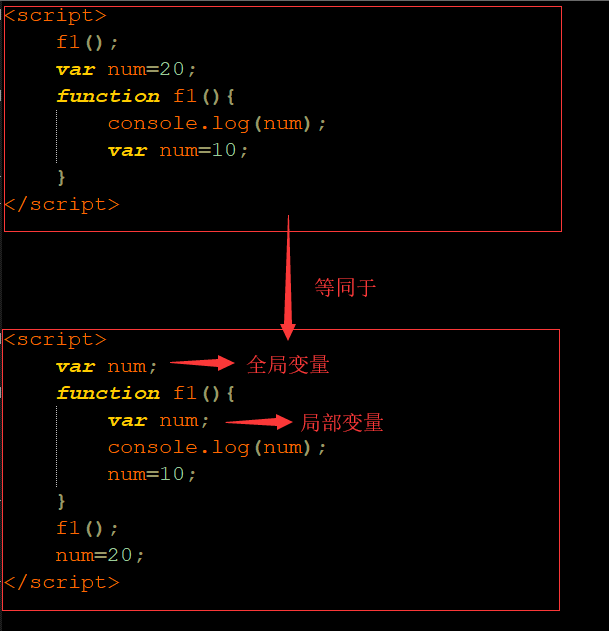 <script>
f1();
var num=20;
function f1(){
console.log(num);
var num=10;
}
</script>
等同于
<script>
var num; 全局变量
function f1(){
var num; 局部变量
console.log(num);
num=10;
}
f1();
num=20;
</script>